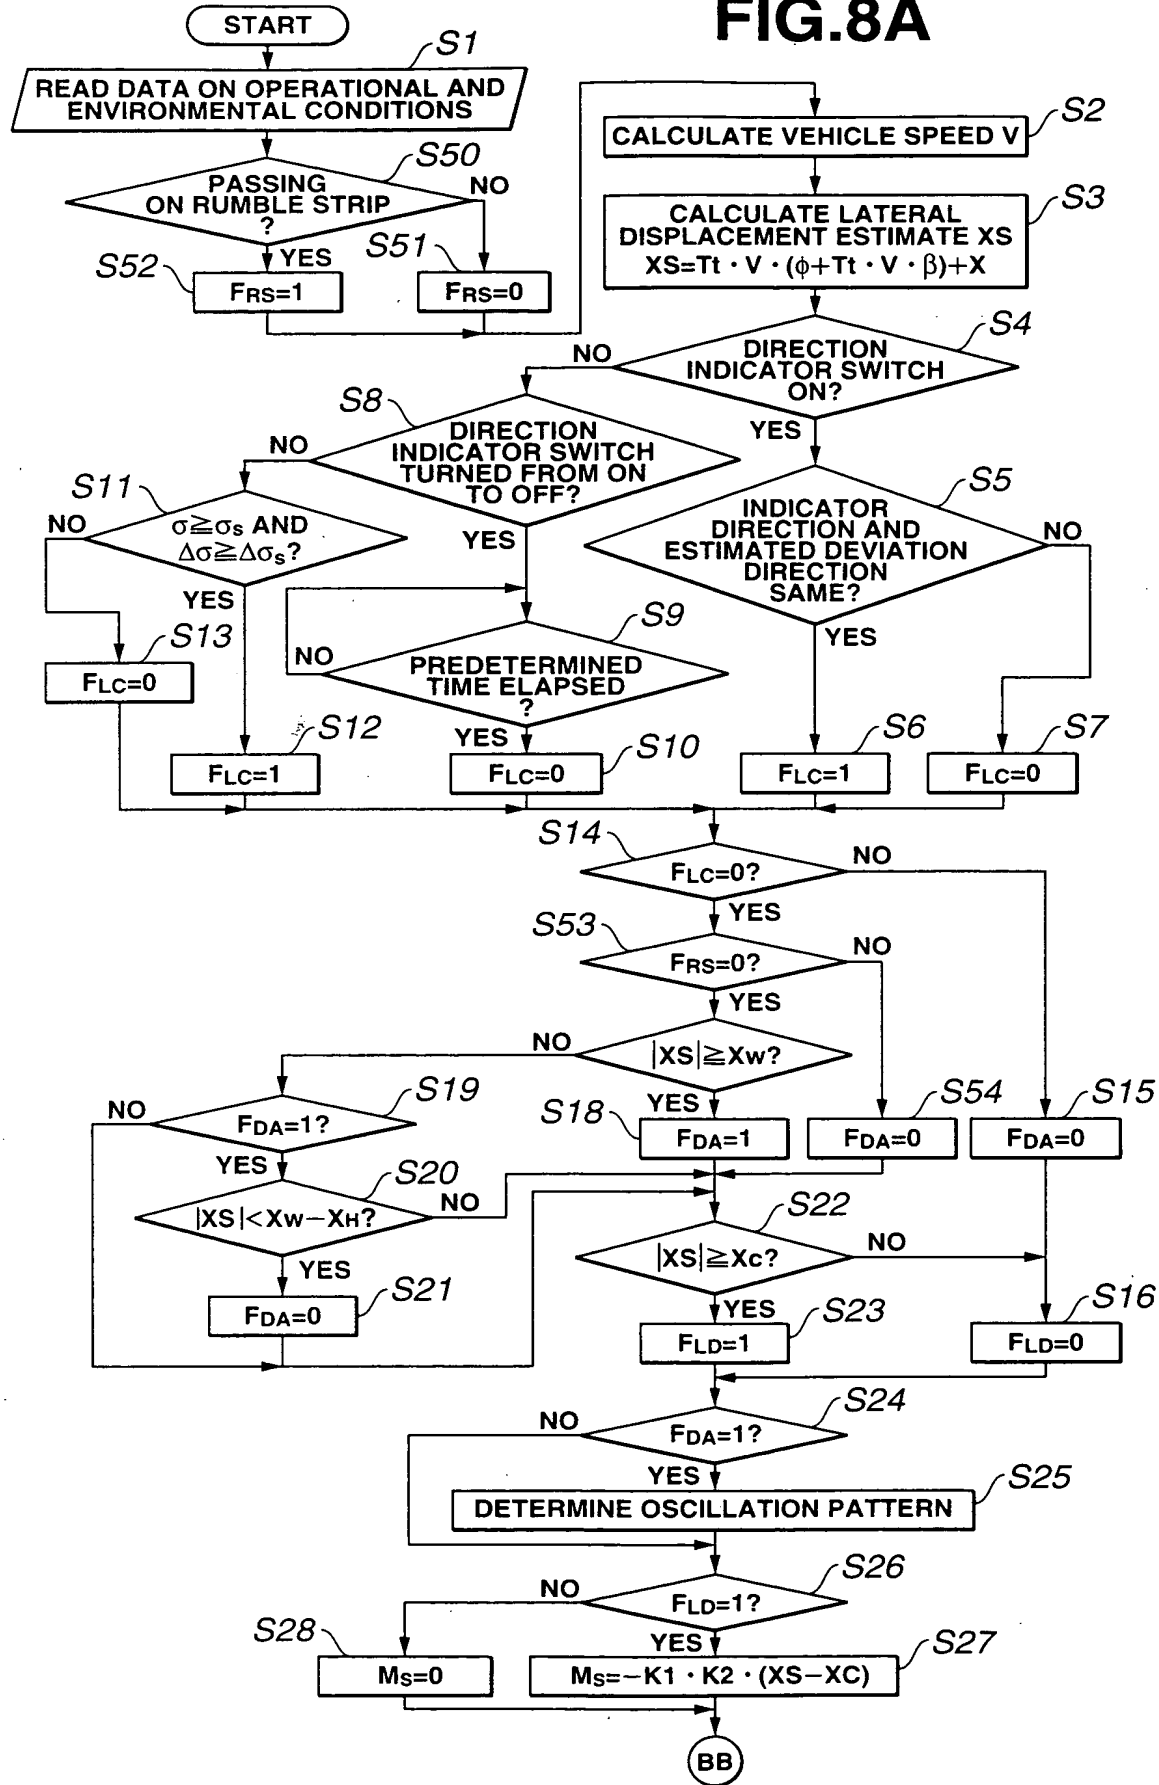 FIG.8A
START
S1
READ DATA ON OPERATIONAL AND
ENVIRONMENTAL CONDITIONS
S50
PASSING
ON RUMBLE STRIP
?
NO
YES
S52
FRS=1
S51
FRS=0
S2
CALCULATE VEHICLE SPEED V
S3
CALCULATE LATERAL
DISPLACEMENT ESTIMATE XS
XS=Tt・V・(ϕ+Tt・V・β)+X
S4
DIRECTION
INDICATOR SWITCH
ON?
NO
YES
S8
DIRECTION
INDICATOR SWITCH
TURNED FROM ON
TO OFF?
NO
YES
S5
INDICATOR
DIRECTION AND
ESTIMATED DEVIATION
DIRECTION
SAME?
NO
YES
S11
σ≧σs AND
Δσ≧Δσs?
NO
YES
S13
FLC=0
S9
PREDETERMINED
TIME ELAPSED
?
NO
YES
S12
FLC=1
S10
FLC=0
S6
FLC=1
S7
FLC=0
S14
FLC=0?
NO
YES
S53
FRS=0?
NO
YES
|XS|≧XW?
NO
YES
S19
FDA=1?
NO
YES
S18
FDA=1
S54
FDA=0
S15
FDA=0
S20
|XS|<XW−XH?
NO
YES
S21
FDA=0
S22
|XS|≧XC?
NO
YES
S23
FLD=1
S16
FLD=0
S24
FDA=1?
NO
YES
S25
DETERMINE OSCILLATION PATTERN
S26
FLD=1?
NO
YES
S28
MS=0
S27
MS=−K1・K2・(XS−XC)
BB